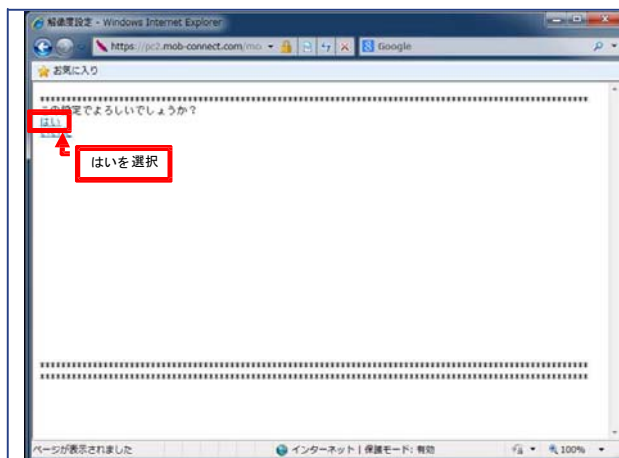 解像度設定 - Windows Internet Explorer
https://pc2.mob-connect.com/mo
Google
お気に入り
この設定でよろしいでしょうか?
はい
はいを選択
ページが表示されました
インターネット | 保護モード: 有効
100%